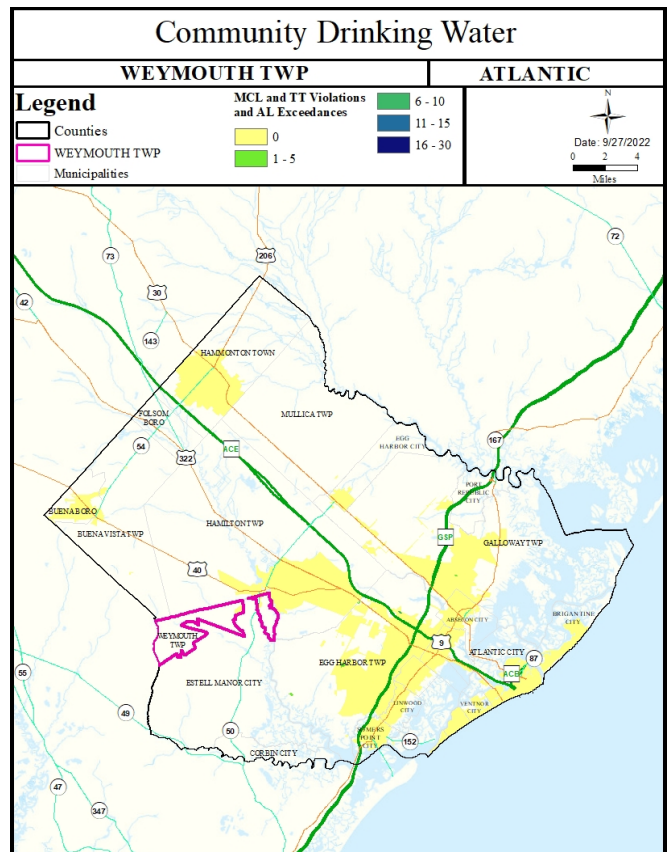 Community Drinking Water
WEYMOUTH TWP
ATLANTIC
Legend
Counties
WEYMOUTH TWP
Municipalities
MCL and TT Violations
and AL Exceedances
0
1 - 5
6 - 10
11 - 15
16 - 30
N
Date: 9/27/2022
0 2 4
Miles
206
72
73
30
42
143
HAMMONTON TOWN
MULLICA TWP
FOLSOM
BORO
EGG
HARBOR CITY
167
54
ACE
322
PORT
REPUBLIC
CITY
BUENA BORO
HAMILTON TWP
BUENA VISTA TWP
GSP
GALLOWAY TWP
40
BRIGANTINE
CITY
ABSECON CITY
WEYMOUTH
TWP
9
ATLANTIC CITY
87
EGG HARBOR TWP
ACE
55
ESTELL MANOR CITY
LINWOOD
CITY
VENTNOR
CITY
49
50
SOMERS
POINT
CITY
152
CORBIN CITY
47
347